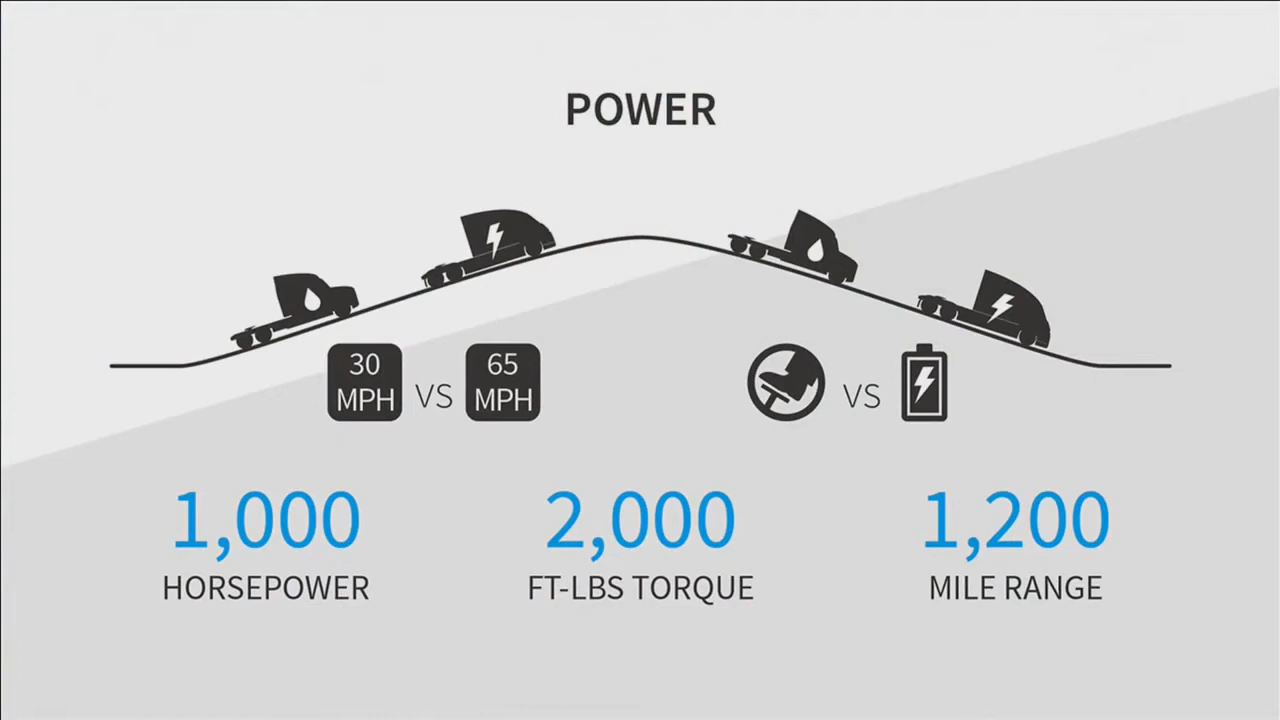 POWER
30
MPH
VS
65
MPH
VS
1,000
HORSEPOWER
2,000
FT-LBS TORQUE
1,200
MILE RANGE